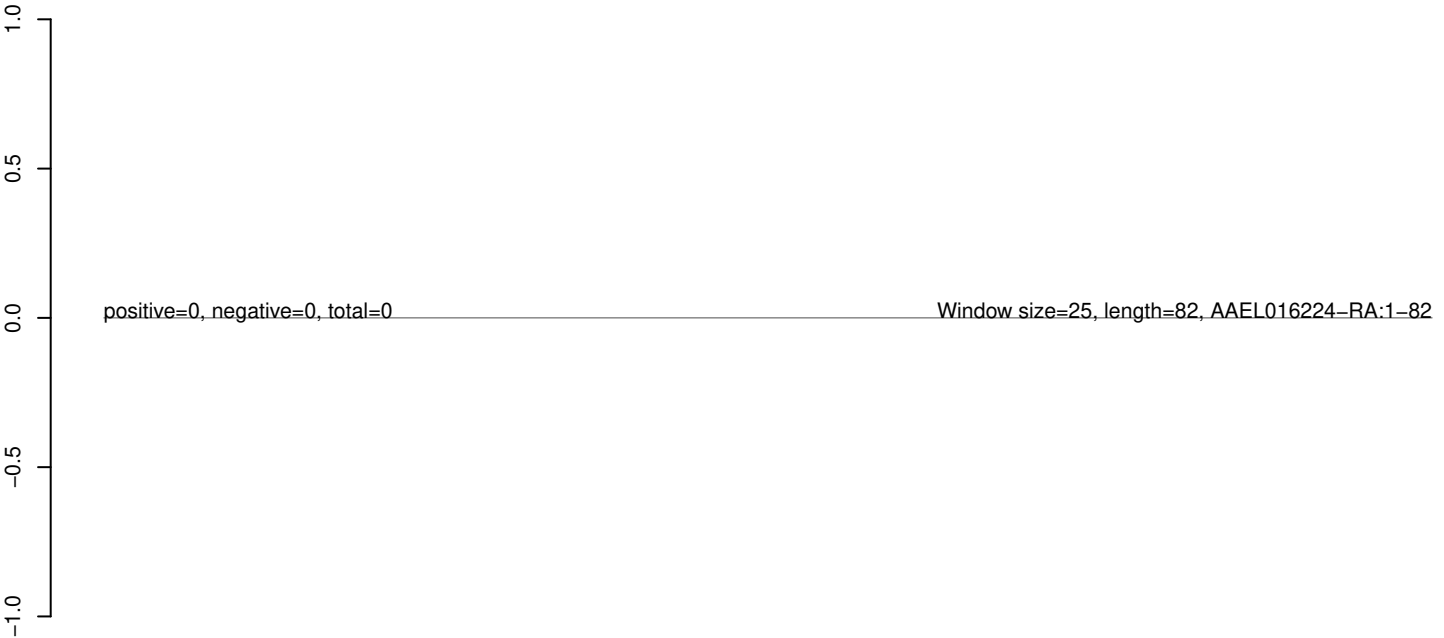 1.0
0.5
0.0
−0.5
−1.0
positive=0, negative=0, total=0
Window size=25, length=82, AAEL016224−RA:1−82